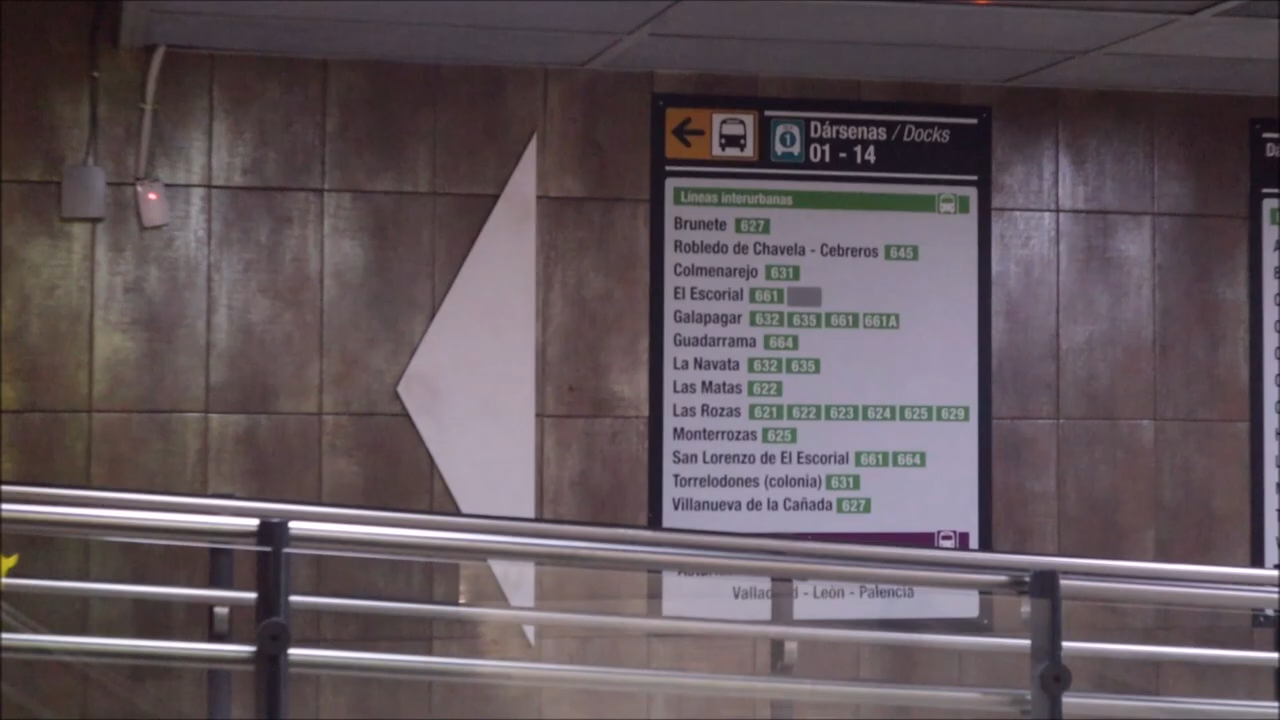 Dársenas / Docks
1
01 - 14
Líneas interurbanas
Brunete 627
Robledo de Chavela - Cebreros 645
Colmenarejo 631
El Escorial 661
Galapagar 632 635 661 661A
Guadarrama 664
La Navata 632 635
Las Matas 622
Las Rozas 621 622 623 624 625 629
Monterrozas 625
San Lorenzo de El Escorial 661 664
Torrelodones (colonia) 631
Villanueva de la Cañada 627
- León - Palencia